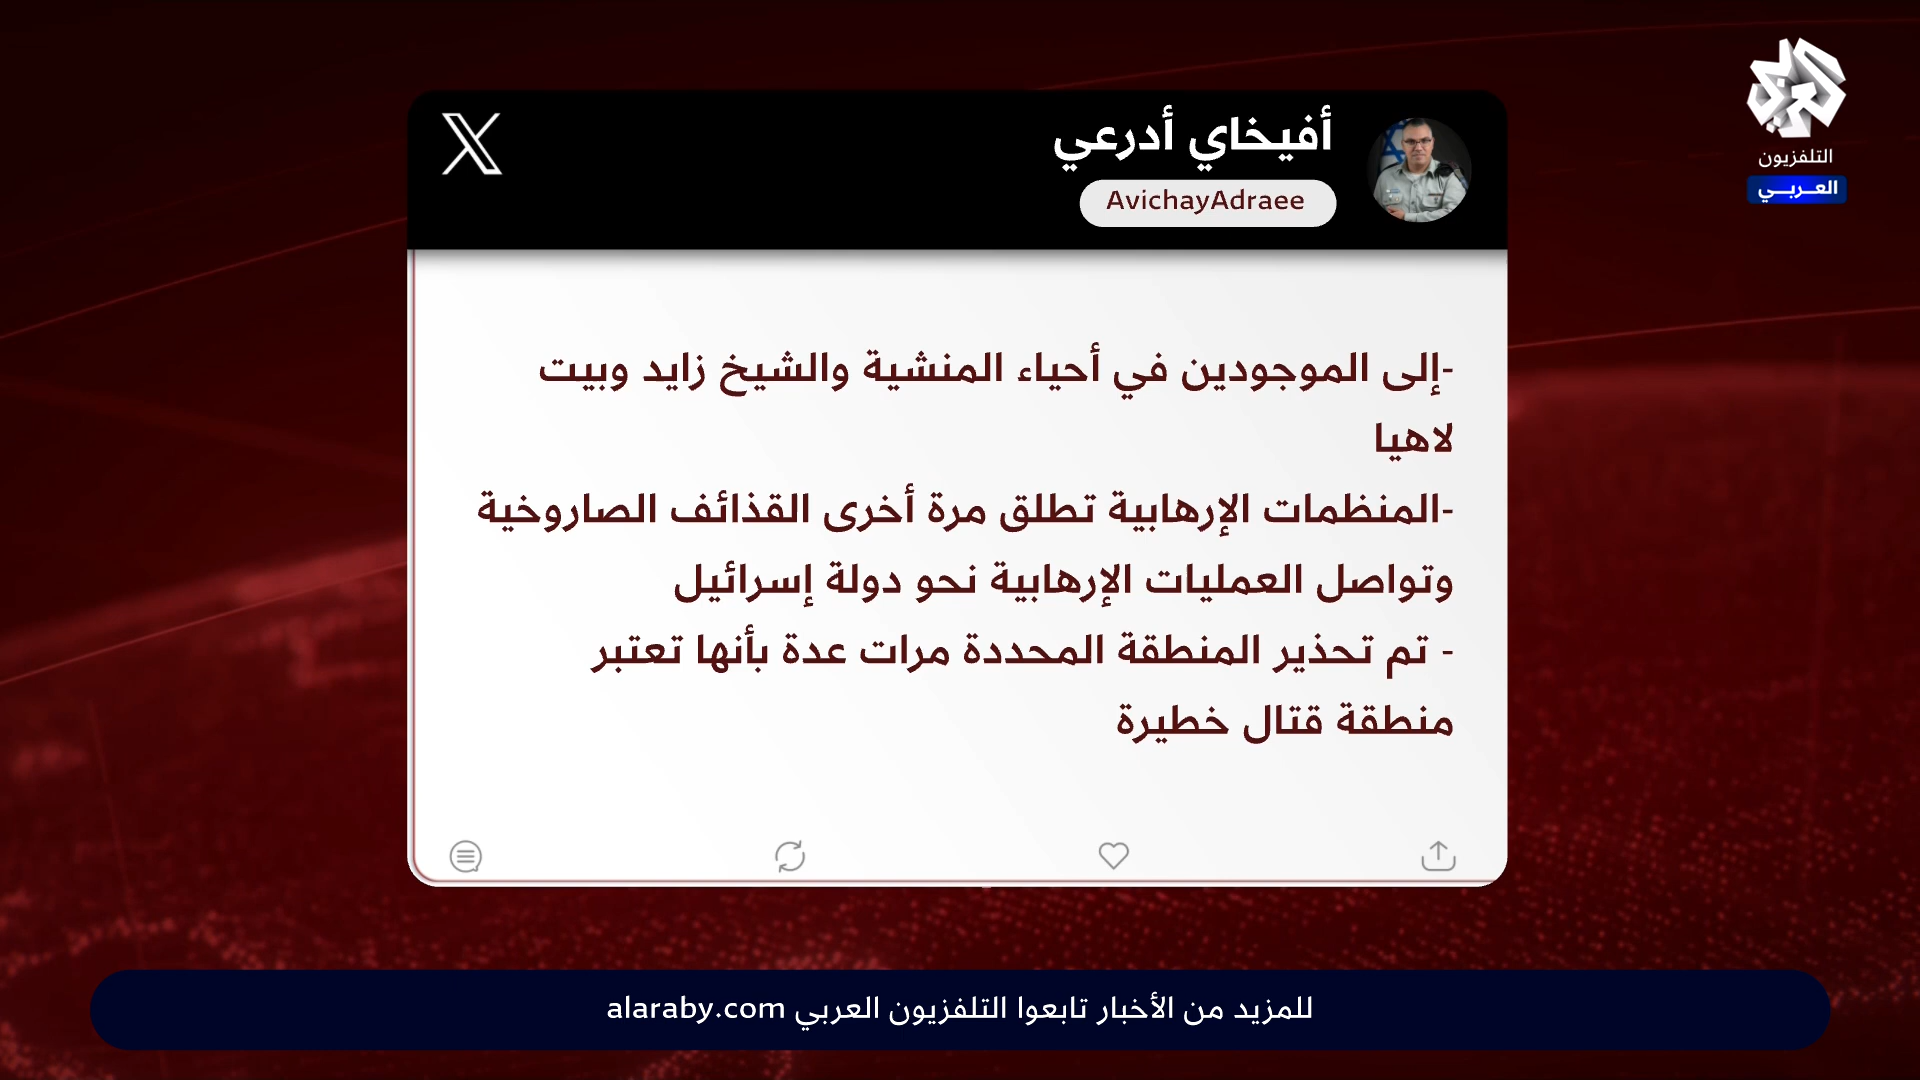 أفيخاي أدرعي
AvichayAdraee
التلفزيون
العربي
-إلى الموجودين في أحياء المنشية والشيخ زايد وبيت
لاهيا
-المنظمات الإرهابية تطلق مرة أخرى القذائف الصاروخية
وتواصل العمليات الإرهابية نحو دولة إسرائيل
- تم تحذير المنطقة المحددة مرات عدة بأنها تعتبر
منطقة قتال خطيرة
للمزيد من الأخبار تابعوا التلفزيون العربي alaraby.com